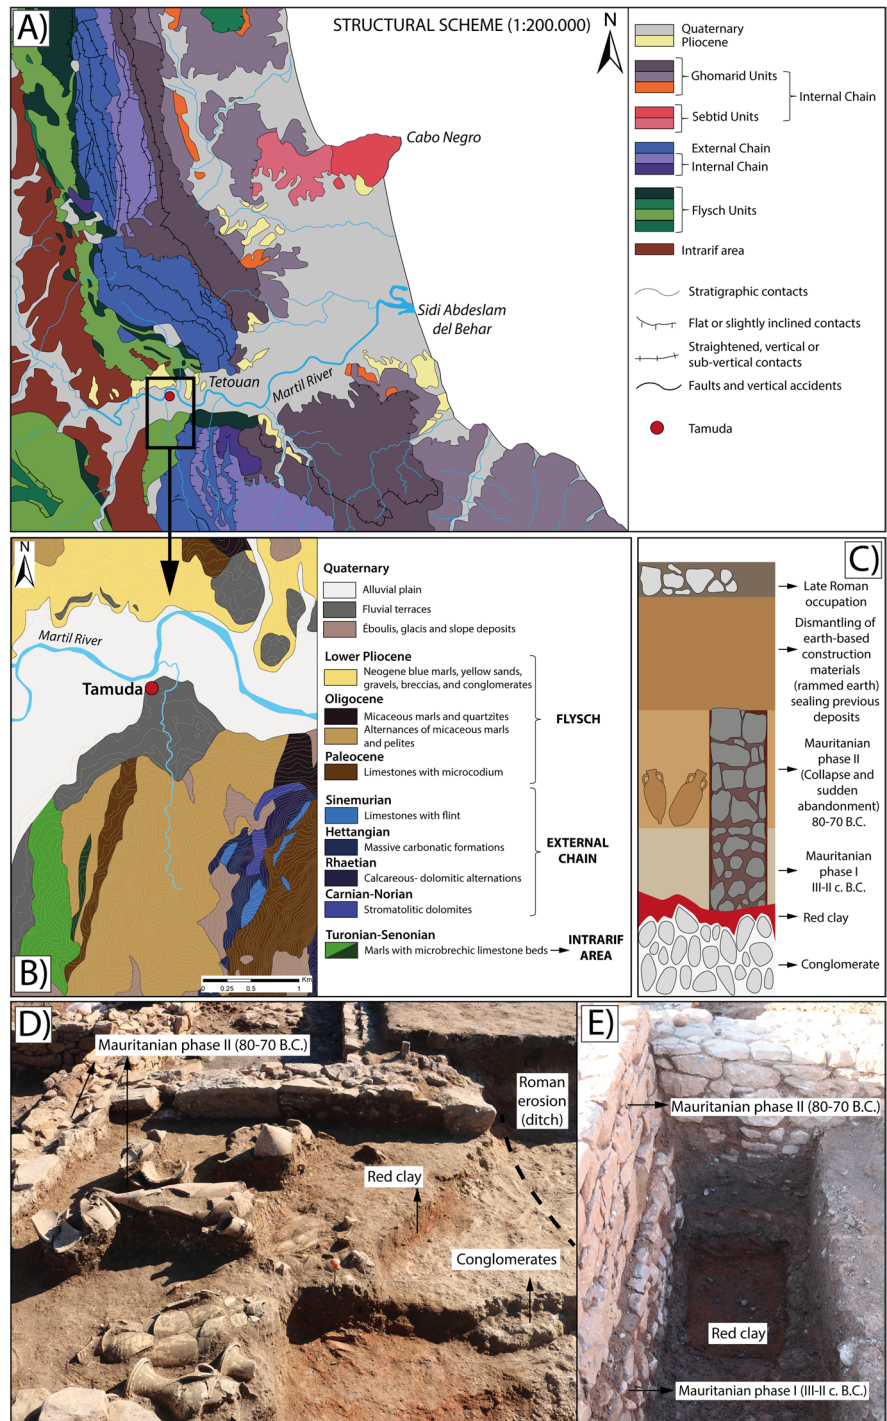 A)
STRUCTURAL SCHEME (1:200.000)
N
Cabo Negro
Sidi Abdeslam
del Behar
Tetouan
Martil River
Quaternary
Pliocene
Ghomarid Units
Internal Chain
Sebtid Units
External Chain
Internal Chain
Flysch Units
Intrarif area
Stratigraphic contacts
Flat or slightly inclined contacts
Straightened, vertical or
sub-vertical contacts
Faults and vertical accidents
Tamuda
B)
N
Martil River
Tamuda
Km
0 0.25 0.5 1
Quaternary
Alluvial plain
Fluvial terraces
Éboulis, glacis and slope deposits
Lower Pliocene
Neogene blue marls, yellow sands,
gravels, breccias, and conglomerates
Oligocene
Micaceous marls and quartzites
Alternances of micaceous marls
and pelites
Paleocene
Limestones with microcodium
FLYSCH
Sinemurian
Limestones with flint
Hettangian
Massive carbonatic formations
Rhaetian
Calcareous- dolomitic alternations
Carnian-Norian
Stromatolitic dolomites
EXTERNAL
CHAIN
Turonian-Senonian
Marls with microbrechic limestone beds
INTRARIF
AREA
C)
Late Roman
occupation
Dismantling of
earth-based
construction
materials
(rammed earth)
sealing previous
deposits
Mauritanian
phase II
(Collapse and
sudden
abandonment)
80-70 B.C.
Mauritanian
phase I
III-II c. B.C.
Red clay
Conglomerate
D)
Mauritanian phase II (80-70 B.C.)
Roman
erosion
(ditch)
Red clay
Conglomerates
E)
Mauritanian phase II (80-70 B.C.)
Red clay
Mauritanian phase I (III-II c. B.C.)